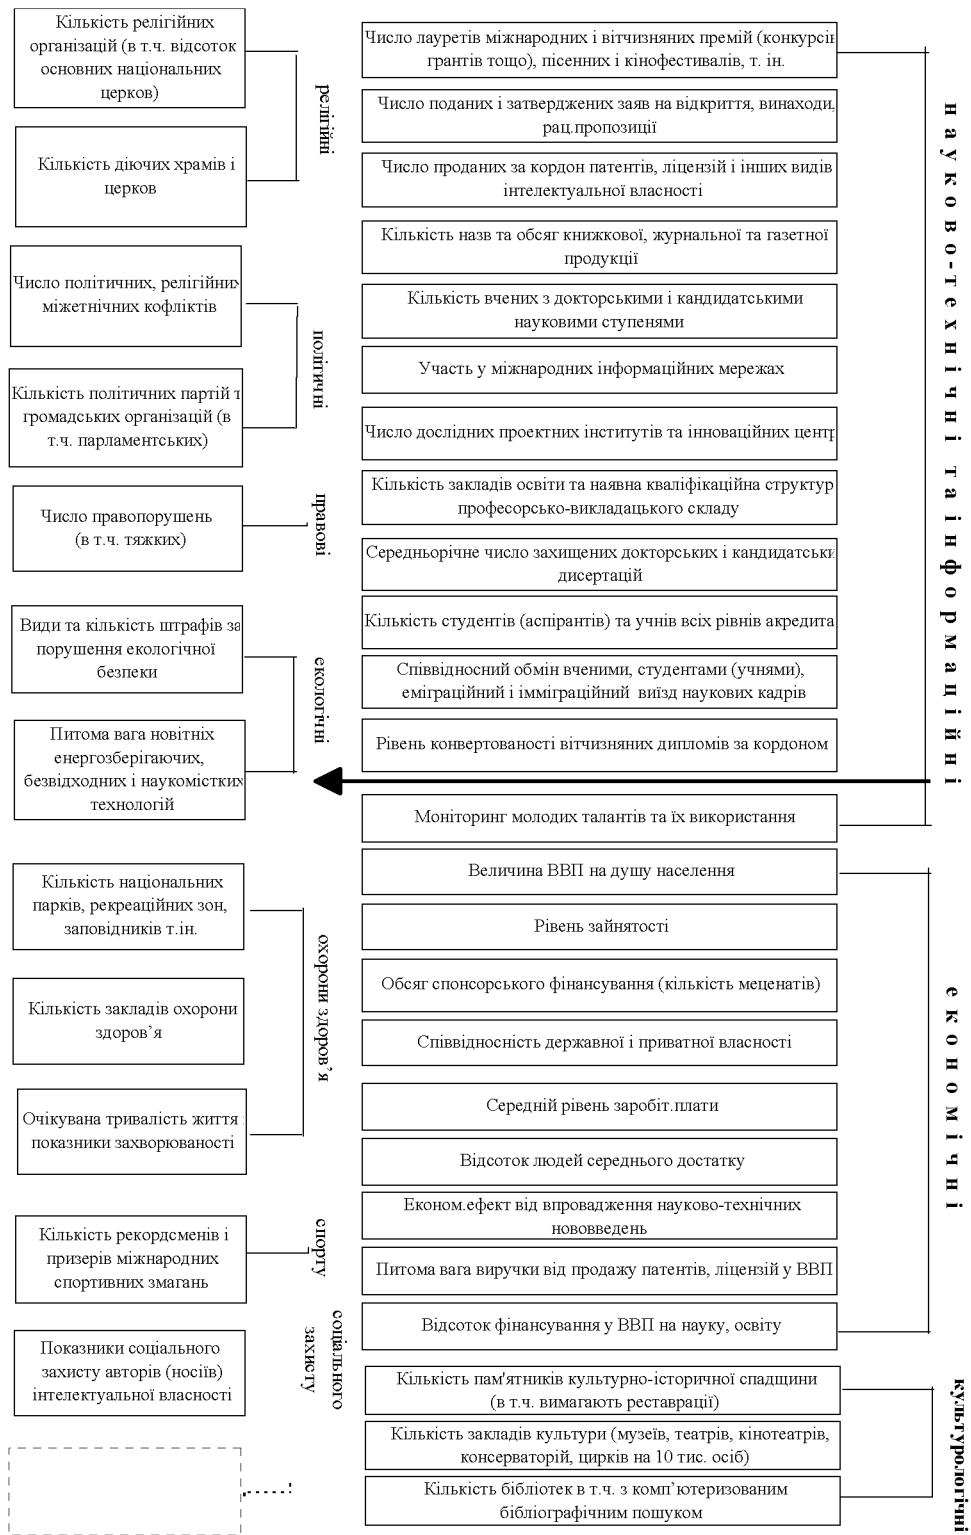 Кількість релігійних
організацій (в т.ч. відсоток
основних національних
церков)
Кількість діючих храмів і
церков
релігійні
Число політичних, релігійних
міжетнічних кофліктів
Кількість політичних партій т
громадських організацій (в
т.ч. парламентських)
політичні
Число правопорушень
(в т.ч. тяжких)
правові
Види та кількість штрафів за
порушення екологічної
безпеки
Питома вага новітніх
енергозберігаючих,
безвідходних і наукомістких
технологій
екологічні
Кількість національних
парків, рекреаційних зон,
заповідників т.ін.
Кількість закладів охорони
здоров’я
Очікувана тривалість життя
показники захворюваності
охорони здоров’я
Кількість рекордсменів і
призерів міжнародних
спортивних змагань
спорту
Показники соціального
захисту авторів (носіїв)
інтелектуальної власності
соціального
захисту
Число лауретів міжнародних і вітчизняних премій (конкурсів
грантів тощо), пісенних і кінофестивалів, т. ін.
Число поданих і затверджених заяв на відкриття, винаходи,
рац.пропозиції
Число проданих за кордон патентів, ліцензій і інших видів
інтелектуальної власності
Кількість назв та обсяг книжкової, журнальної та газетної
продукції
Кількість вчених з докторськими і кандидатськими
науковими ступенями
Участь у міжнародних інформаційних мережах
Число дослідних проектних інститутів та інноваційних центр
Кількість закладів освіти та наявна кваліфікаційна структур
професорсько-викладацького складу
Середньорічне число захищених докторських і кандидатськи
дисертацій
Кількість студентів (аспірантів) та учнів всіх рівнів акредита
Співвідносний обмін вченими, студентами (учнями),
еміграційний і імміграційний виїзд наукових кадрів
Рівень конвертованості вітчизняних дипломів за кордоном
Моніторинг молодих талантів та їх використання
науково-технічні та інформаційні
Величина ВВП на душу населення
Рівень зайнятості
Обсяг спонсорського фінансування (кількість меценатів)
Співвідносність державної і приватної власності
Середній рівень заробіт.плати
Відсоток людей середнього достатку
Економ.ефект від впровадження науково-технічних
нововведень
Питома вага виручки від продажу патентів, ліцензій у ВВП
Відсоток фінансування у ВВП на науку, освіту
економічні
Кількість пам'ятників культурно-історичної спадщини
(в т.ч. вимагають реставрації)
Кількість закладів культури (музеїв, театрів, кінотеатрів,
консерваторій, цирків на 10 тис. осіб)
Кількість бібліотек в т.ч. з комп’ютеризованим
бібліографічним пошуком
культурологічні